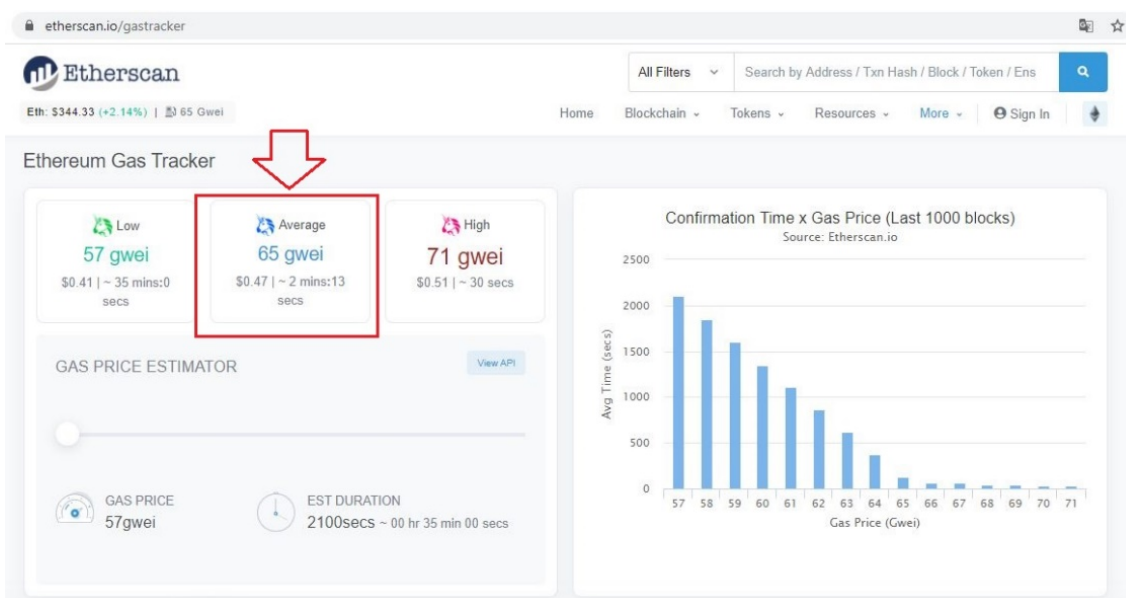 etherscan.io/gastracker
Etherscan
All Filters
Search by Address / Txn Hash / Block / Token / Ens
Eth: $344.33 (+2.14%) | 65 Gwei
Home Blockchain Tokens Resources More Sign In
Ethereum Gas Tracker
Low
57 gwei
$0.41 | ~ 35 mins:0
secs
Average
65 gwei
$0.47 | ~ 2 mins:13
secs
High
71 gwei
$0.51 | ~ 30 secs
GAS PRICE ESTIMATOR
View API
GAS PRICE
57gwei
EST DURATION
2100secs ~ 00 hr 35 min 00 secs
Confirmation Time x Gas Price (Last 1000 blocks)
Source: Etherscan.io
Avg Time (secs)
2500
2000
1500
1000
500
0
57 58 59 60 61 62 63 64 65 66 67 68 69 70 71
Gas Price (Gwei)